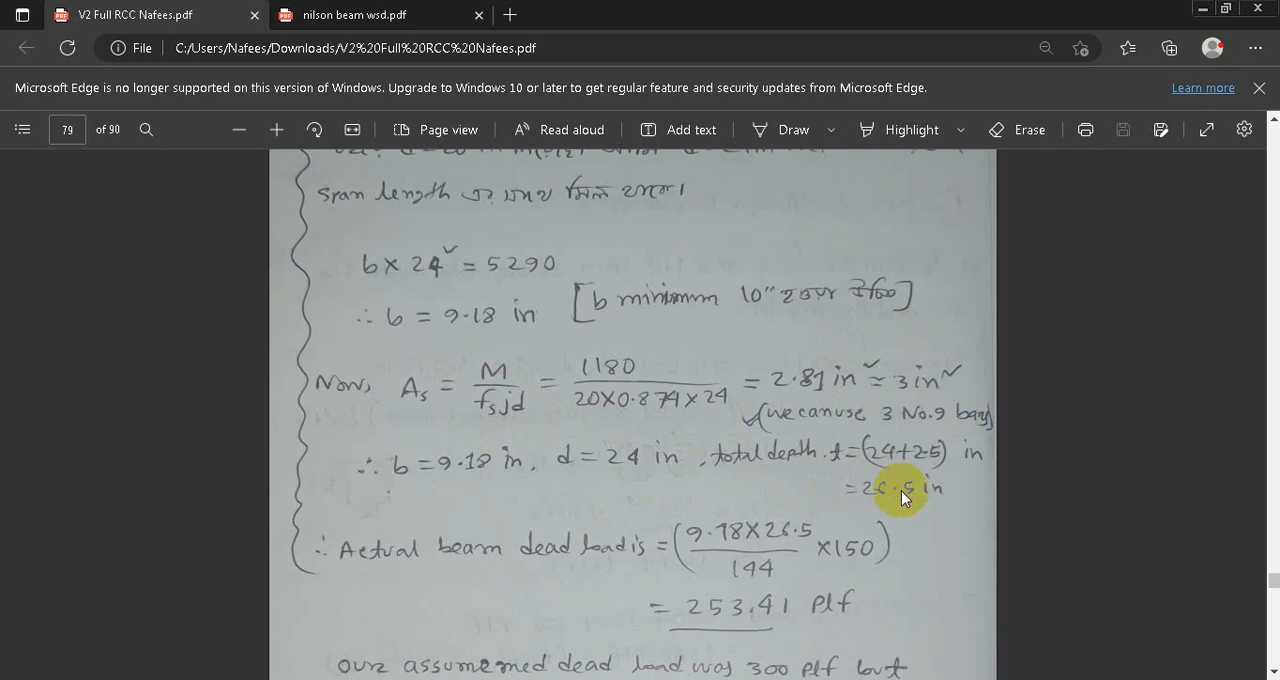 V2 Full RCC Nafees.pdf
nilson beam wsd.pdf
File
C:/Users/Nafees/Downloads/V2%20Full%20RCC%20Nafees.pdf
Microsoft Edge is no longer supported on this version of Windows. Upgrade to Windows 10 or later to get regular feature and security updates from Microsoft Edge.
Learn more
79 of 90
Page view
Read aloud
Add text
Draw
Highlight
Erase
span length এর সাথে মিল থাকে।
b × 24² = 5290
∴ b = 9.18 in [b minimum 10" হওয়া উচিত]
Now, As = M / fsjd = 1180 / 20×0.874×24 = 2.81 in² ≈ 3 in²
(we can use 3 No.9 bars)
∴ b = 9.18 in, d = 24 in, total depth, t = (24+2.5) in
= 26.5 in
∴ Actual beam dead load is = (9.18×26.5 / 144 ×150)
= 253.41 plf
our assumemed dead load was 300 plf but